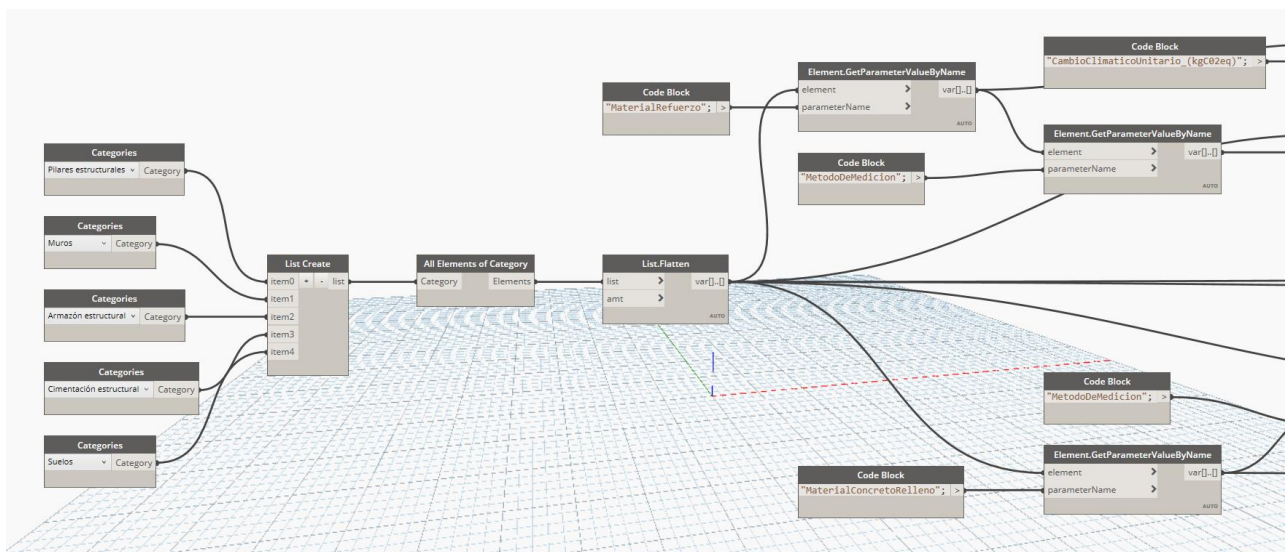 Categories
Pilares estructurales Category
Categories
Muros Category
Categories
Armazón estructural Category
Categories
Cimentación estructural Category
Categories
Suelos Category
List Create
item0 + - list
item1
item2
item3
item4
All Elements of Category
Category Elements
List.Flatten
list var[]..[]
amt
AUTO
Code Block
"MaterialRefuerzo"; >
Element.GetParameterValueByName
element var[]..[]
parameterName
AUTO
Code Block
"CambioClimaticoUnitario_(kgC02eq)"; >
Code Block
"MetodoDeMedicion"; >
Element.GetParameterValueByName
element var[]..[]
parameterName
AUTO
Code Block
"MetodoDeMedicion"; >
Code Block
"MaterialConcretoRelleno"; >
Element.GetParameterValueByName
element var[]..[]
parameterName
AUTO